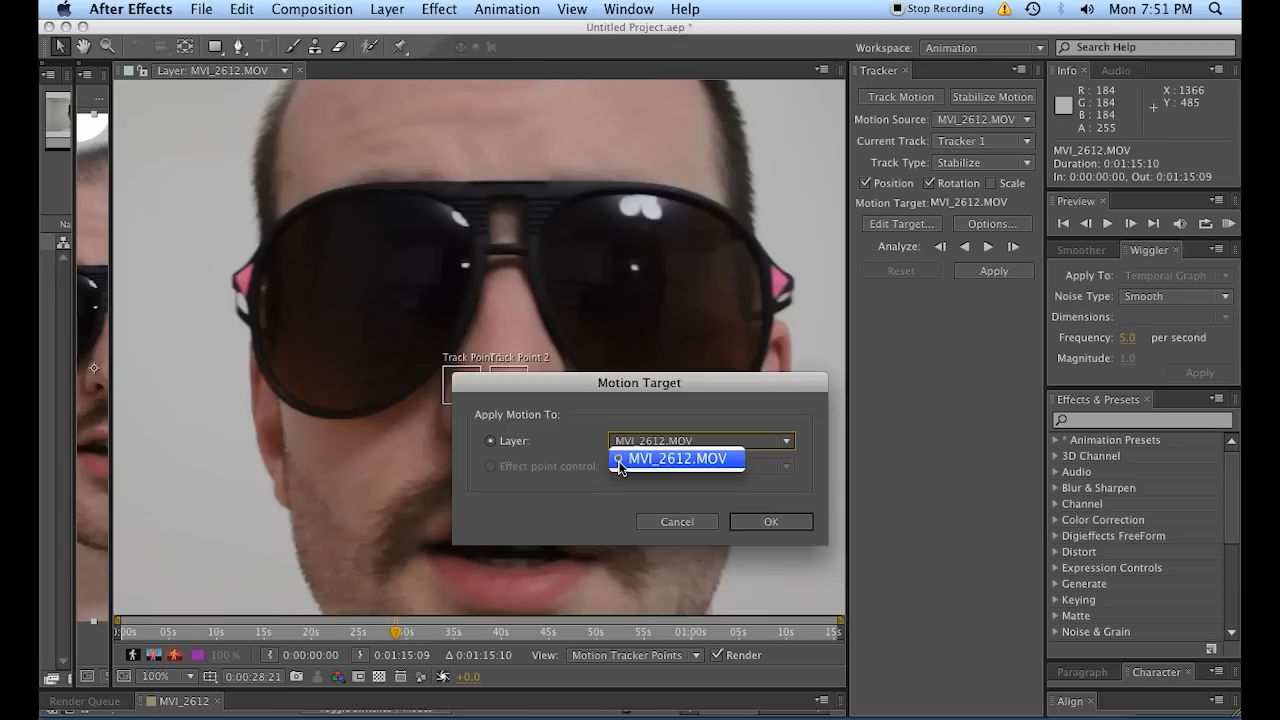 After Effects File Edit Composition Layer Effect Animation View Window Help Stop Recording Mon 7:51 PM
Untitled Project.aep *
Workspace: Animation Search Help
Layer: MVI_2612.MOV × Tracker × Info × Audio
Track Motion Stabilize Motion
Motion Source: MVI_2612.MOV
Current Track: Tracker 1
Track Type: Stabilize
Position Rotation Scale
Motion Target: MVI_2612.MOV
Edit Target... Options...
Analyze:
Reset Apply
R : 184
G : 184
B : 184
A : 255
X : 1366
Y : 485
MVI_2612.MOV
Duration: 0:01:15:10
In: 0:00:00:00, Out: 0:01:15:09
Preview ×
Smoother Wiggler ×
Apply To: Temporal Graph
Noise Type: Smooth
Dimensions:
Frequency: 5.0 per second
Magnitude: 1.0
Apply
Effects & Presets ×
* Animation Presets
3D Channel
Audio
Blur & Sharpen
Channel
Color Correction
Digieffects FreeForm
Distort
Expression Controls
Generate
Keying
Matte
Noise & Grain
Paragraph Character ×
Align ×
Na
Track Point 2
Motion Target
Apply Motion To:
Layer: MVI_2612.MOV
MVI_2612.MOV
Effect point control
Cancel OK
:00s 05s 10s 15s 20s 25s 0s 35s 40s 45s 50s 55s 01:00s 05s 10s 15s
100 % 0:00:00:00 0:01:15:09 Δ 0:01:15:10 View: Motion Tracker Points Render
100% 0:00:28:21 +0.0
Render Queue MVI_2612 ×